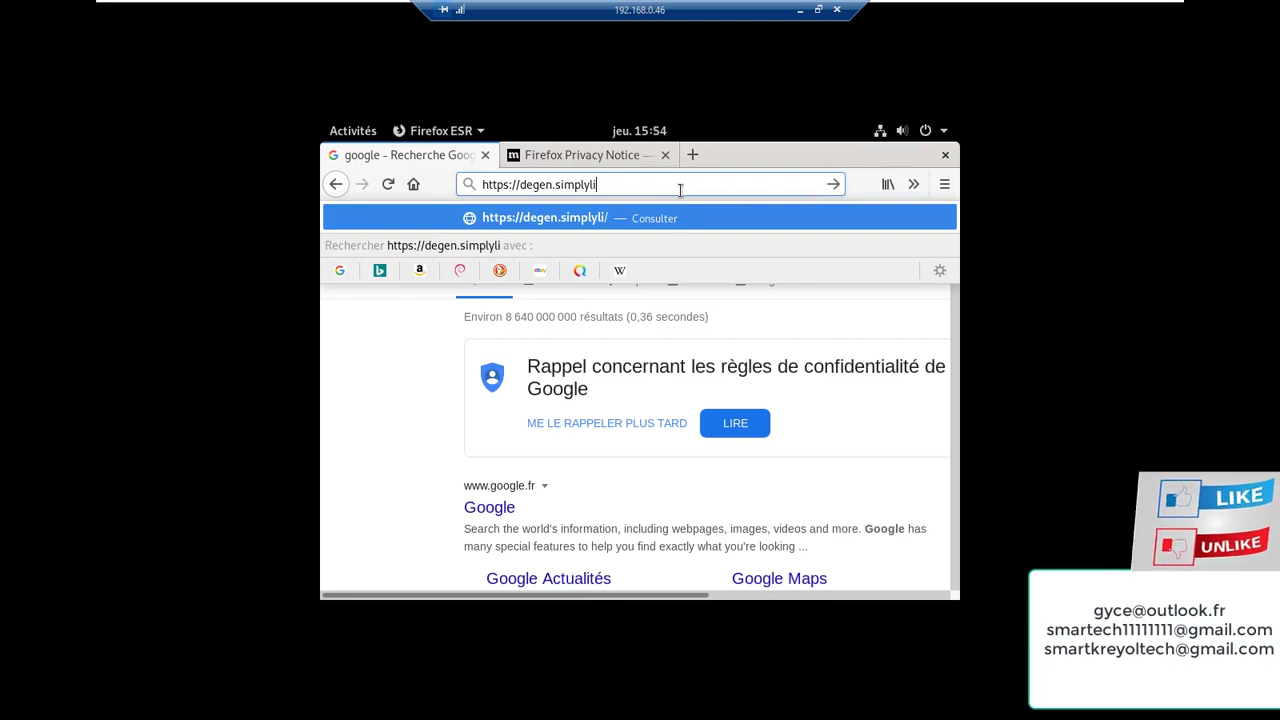 192.168.0.46
Activités
Firefox ESR
jeu. 15:54
google - Recherche Goog
m
Firefox Privacy Notice —
https://degen.simplyli
https://degen.simplyli/ — Consulter
Rechercher https://degen.simplyli avec :
G
b
a
ebay
W
Environ 8 640 000 000 résultats (0,36 secondes)
Rappel concernant les règles de confidentialité de
Google
ME LE RAPPELER PLUS TARD
LIRE
www.google.fr
Google
Search the world's information, including webpages, images, videos and more. Google has
many special features to help you find exactly what you're looking ...
Google Actualités
Google Maps
LIKE
UNLIKE
gyce@outlook.fr
smartech11111111@gmail.com
smartkreyoltech@gmail.com